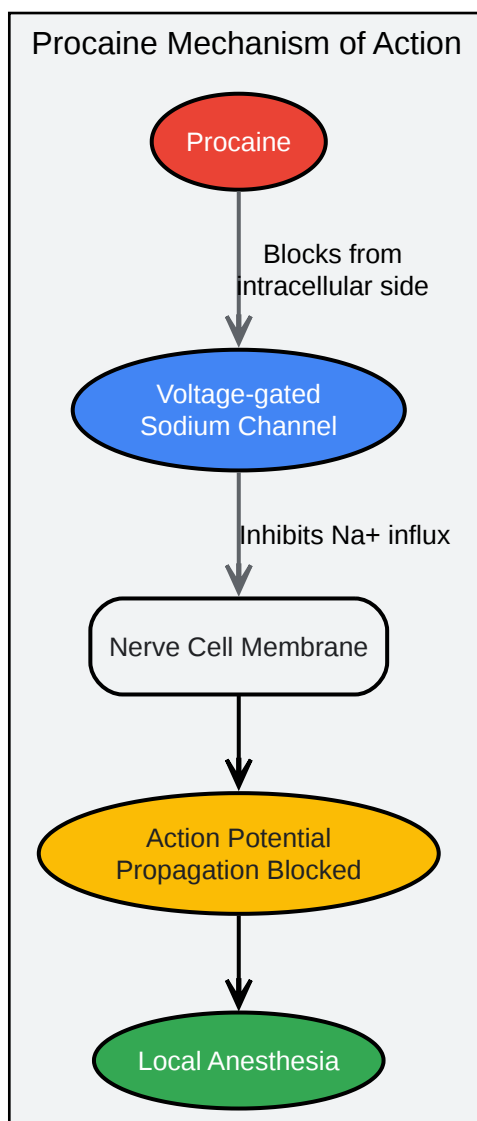 Procaine Mechanism of Action
Procaine
Blocks from
intracellular side
Voltage-gated
Sodium Channel
Inhibits Na+ influx
Nerve Cell Membrane
Action Potential
Propagation Blocked
Local Anesthesia